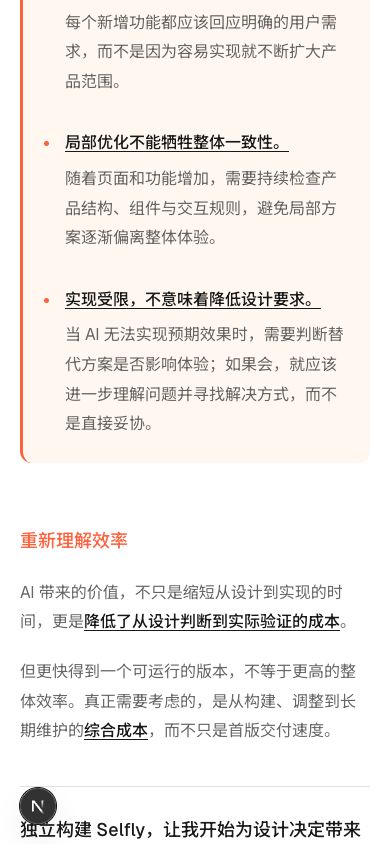 每个新增功能都应该回应明确的用户需
求，而不是因为容易实现就不断扩大产
品范围。
局部优化不能牺牲整体一致性。
随着页面和功能增加，需要持续检查产
品结构、组件与交互规则，避免局部方
案逐渐偏离整体体验。
实现受限，不意味着降低设计要求。
当 AI 无法实现预期效果时，需要判断替
代方案是否影响体验；如果会，就应该
进一步理解问题并寻找解决方式，而不
是直接妥协。
重新理解效率
AI 带来的价值，不只是缩短从设计到实现的时
间，更是降低了从设计判断到实际验证的成本。
但更快得到一个可运行的版本，不等于更高的整
体效率。真正需要考虑的，是从构建、调整到长
期维护的综合成本，而不只是首版交付速度。
N
独立构建 Selfly，让我开始为设计决定带来